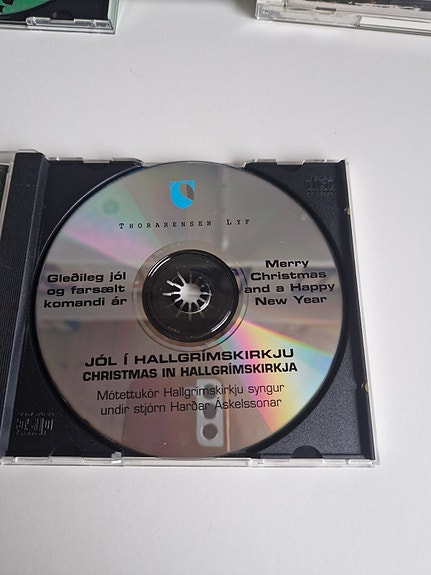 THORARENSEN LYF
Gleðileg jól
og farsælt
komandi ár
Merry
Christmas
and a Happy
New Year
JÓL Í HALLGRÍMSKIRKJU
CHRISTMAS IN HALLGRÍMSKIRKJA
Mótettukór Hallgrímskirkju syngur
undir stjórn Harðar Áskelssonar